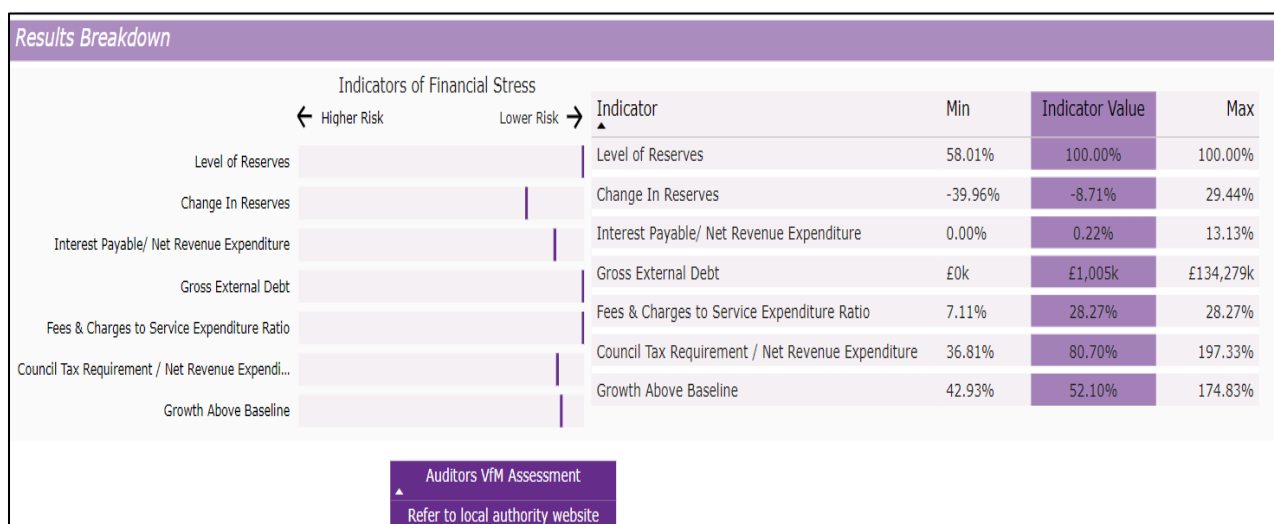 Results Breakdown
Indicators of Financial Stress
← Higher Risk Lower Risk →
Level of Reserves
Change In Reserves
Interest Payable/ Net Revenue Expenditure
Gross External Debt
Fees & Charges to Service Expenditure Ratio
Council Tax Requirement / Net Revenue Expendi...
Growth Above Baseline
Indicator Min Indicator Value Max
Level of Reserves 58.01% 100.00% 100.00%
Change In Reserves -39.96% -8.71% 29.44%
Interest Payable/ Net Revenue Expenditure 0.00% 0.22% 13.13%
Gross External Debt £0k £1,005k £134,279k
Fees & Charges to Service Expenditure Ratio 7.11% 28.27% 28.27%
Council Tax Requirement / Net Revenue Expenditure 36.81% 80.70% 197.33%
Growth Above Baseline 42.93% 52.10% 174.83%
Auditors VfM Assessment
Refer to local authority website